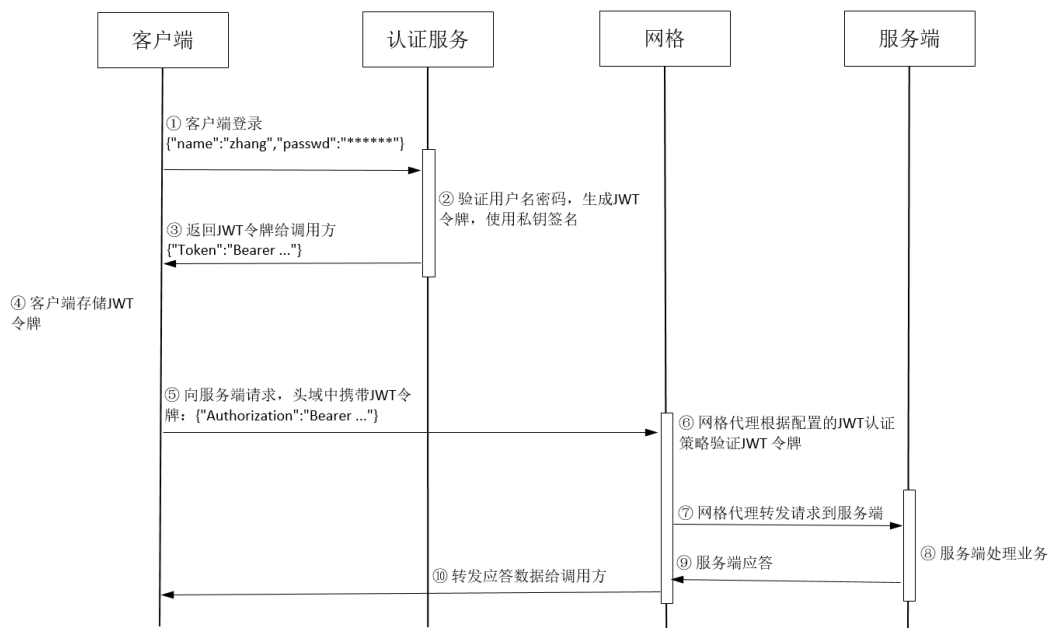 客户端
认证服务
网格
服务端
① 客户端登录
{"name":"zhang","passwd":"******"}
② 验证用户名密码，生成JWT
令牌，使用私钥签名
③ 返回JWT令牌给调用方
{"Token":"Bearer ..."}
④ 客户端存储JWT
令牌
⑤ 向服务端请求，头域中携带JWT令
牌：{"Authorization":"Bearer ..."}
⑥ 网格代理根据配置的JWT认证
策略验证JWT 令牌
⑦ 网格代理转发请求到服务端
⑧ 服务端处理业务
⑨ 服务端应答
⑩ 转发应答数据给调用方